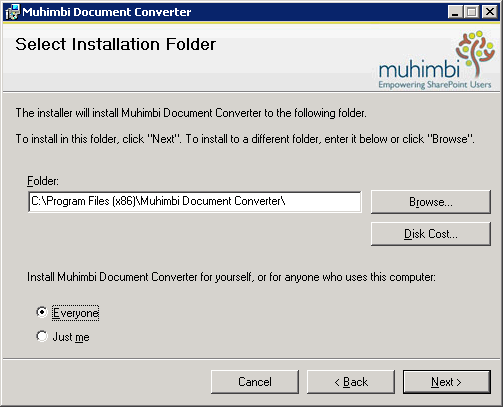 Muhimbi Document Converter
Select Installation Folder
muhimbi
Empowering SharePoint Users
The installer will install Muhimbi Document Converter to the following folder.
To install in this folder, click "Next". To install to a different folder, enter it below or click "Browse".
Folder:
C:\Program Files (x86)\Muhimbi Document Converter\
Browse...
Disk Cost...
Install Muhimbi Document Converter for yourself, or for anyone who uses this computer:
Everyone
Just me
Cancel
< Back
Next >